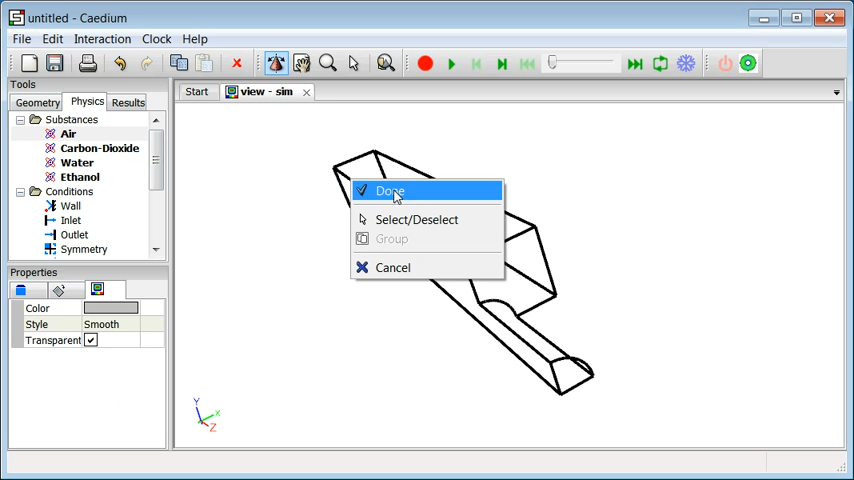 untitled - Caedium
File Edit Interaction Clock Help
Tools
Geometry Physics Results
Substances
Air
Carbon-Dioxide
Water
Ethanol
Conditions
Wall
Inlet
Outlet
Symmetry
Properties
Color
Style Smooth
Transparent
Start view - sim
Done
Select/Deselect
Group
Cancel
Y
X
Z